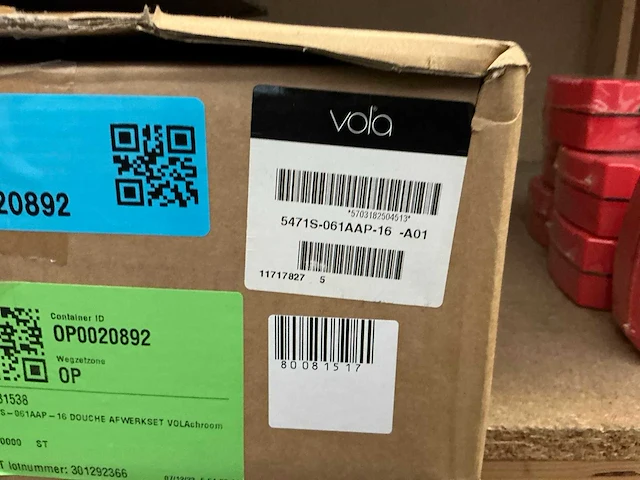 20892
vola
*5703182504513*
5471S-061AAP-16 -A01
11717827 5
Container ID
OP0020892
Wegzetzone
OP
31538
S-061AAP-16 DOUCHE AFWERKSET VOLAchroom
0000 ST
T lotnummer: 301292366
80081517